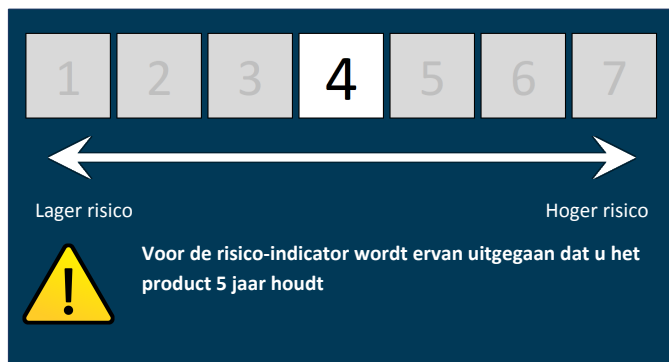 1 2 3 4 5 6 7
Lager risico Hoger risico
Voor de risico-indicator wordt ervan uitgegaan dat u het
product 5 jaar houdt